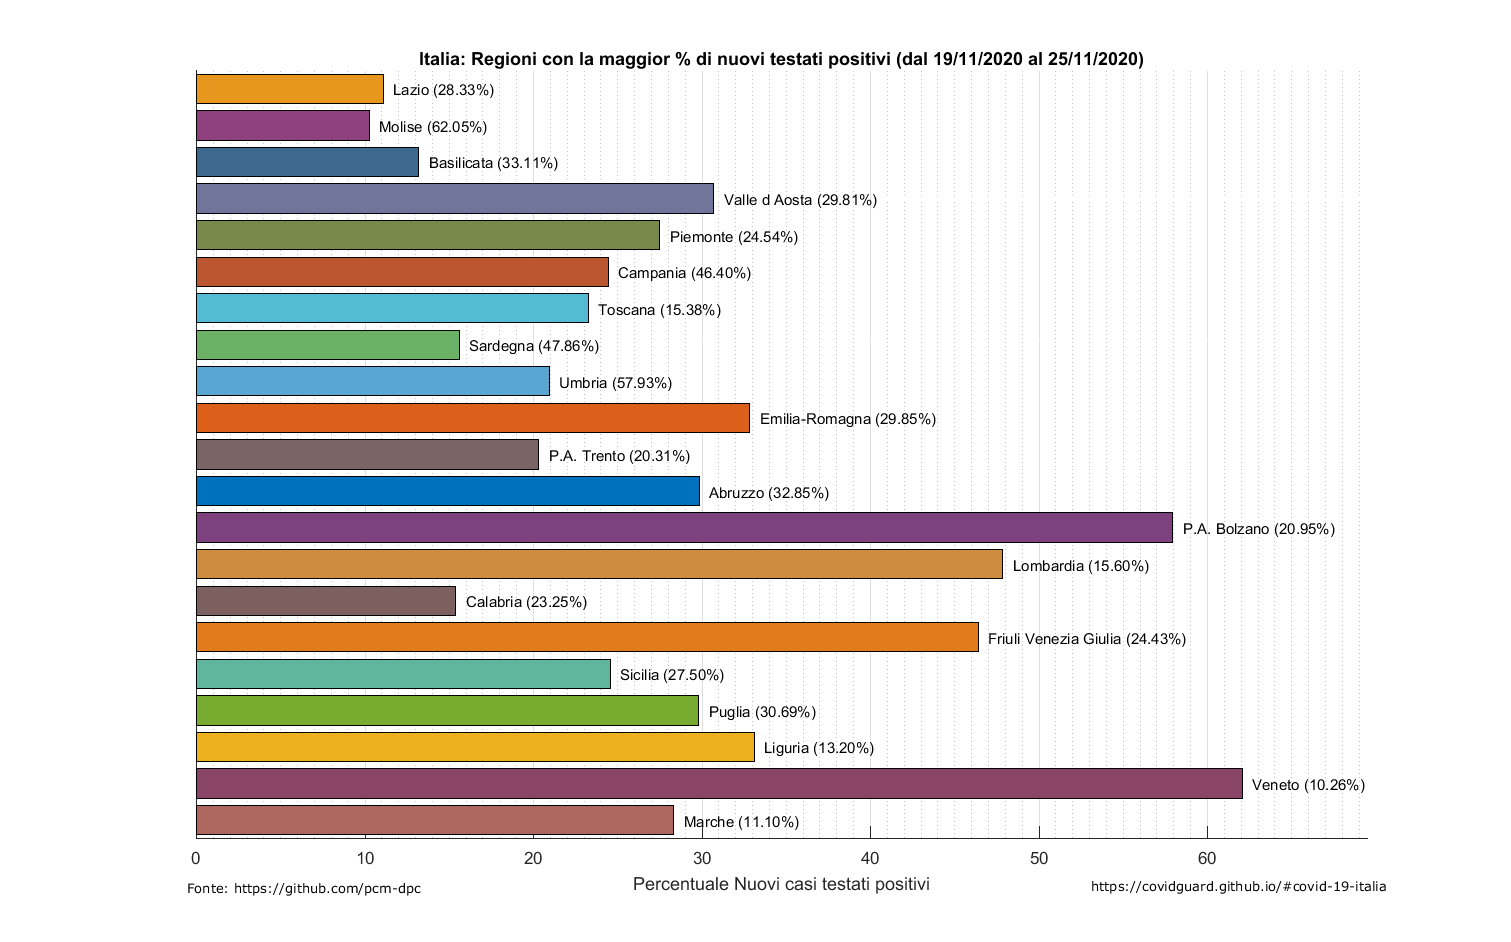 Italia: Regioni con la maggior % di nuovi testati positivi (dal 19/11/2020 al 25/11/2020)
Lazio (28.33%)
Molise (62.05%)
Basilicata (33.11%)
Valle d Aosta (29.81%)
Piemonte (24.54%)
Campania (46.40%)
Toscana (15.38%)
Sardegna (47.86%)
Umbria (57.93%)
Emilia-Romagna (29.85%)
P.A. Trento (20.31%)
Abruzzo (32.85%)
P.A. Bolzano (20.95%)
Lombardia (15.60%)
Calabria (23.25%)
Friuli Venezia Giulia (24.43%)
Sicilia (27.50%)
Puglia (30.69%)
Liguria (13.20%)
Veneto (10.26%)
Marche (11.10%)
0 10 20 30 40 50 60
Percentuale Nuovi casi testati positivi
Fonte: https://github.com/pcm-dpc
https://covidguard.github.io/#covid-19-italia